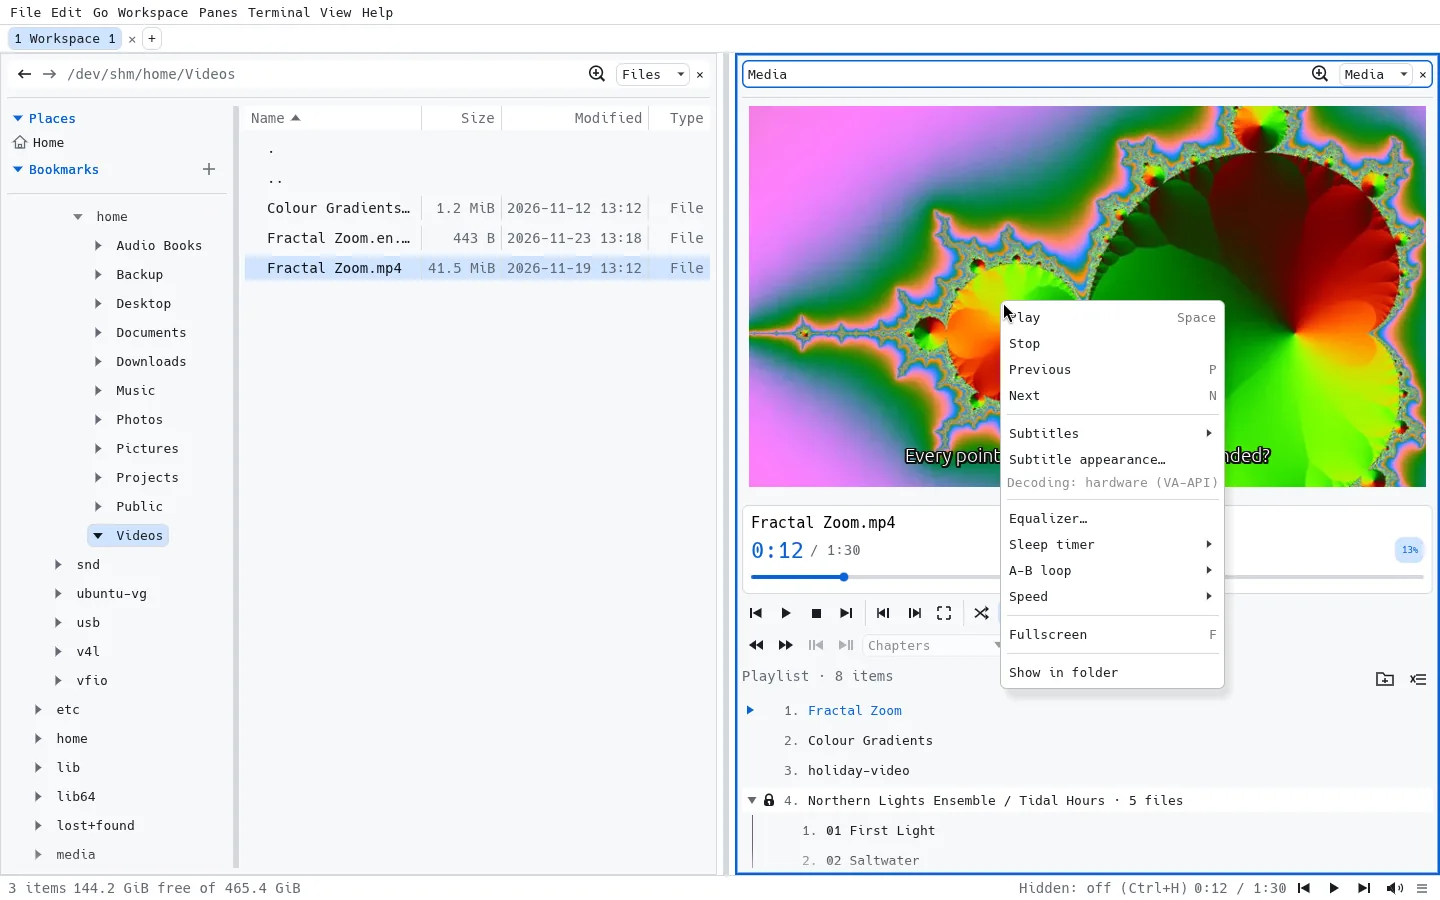 File Edit Go Workspace Panes Terminal View Help
1 Workspace 1 × +
/dev/shm/home/Videos Files ×
Places
Home
Bookmarks
home
Audio Books
Backup
Desktop
Documents
Downloads
Music
Photos
Pictures
Projects
Public
Videos
snd
ubuntu-vg
usb
v4l
vfio
etc
home
lib
lib64
lost+found
media
Name Size Modified Type
.
..
Colour Gradients… 1.2 MiB 2026-11-12 13:12 File
Fractal Zoom.en.… 443 B 2026-11-23 13:18 File
Fractal Zoom.mp4 41.5 MiB 2026-11-19 13:12 File
Media Media ×
Every point
Play Space
Stop
Previous P
Next N
Subtitles
Subtitle appearance…
Decoding: hardware (VA-API)
Equalizer…
Sleep timer
A-B loop
Speed
Fullscreen F
Show in folder
Fractal Zoom.mp4
0:12 / 1:30
13%
Chapters
Playlist · 8 items
1. Fractal Zoom
2. Colour Gradients
3. holiday-video
4. Northern Lights Ensemble / Tidal Hours · 5 files
1. 01 First Light
2. 02 Saltwater
3 items 144.2 GiB free of 465.4 GiB
Hidden: off (Ctrl+H) 0:12 / 1:30